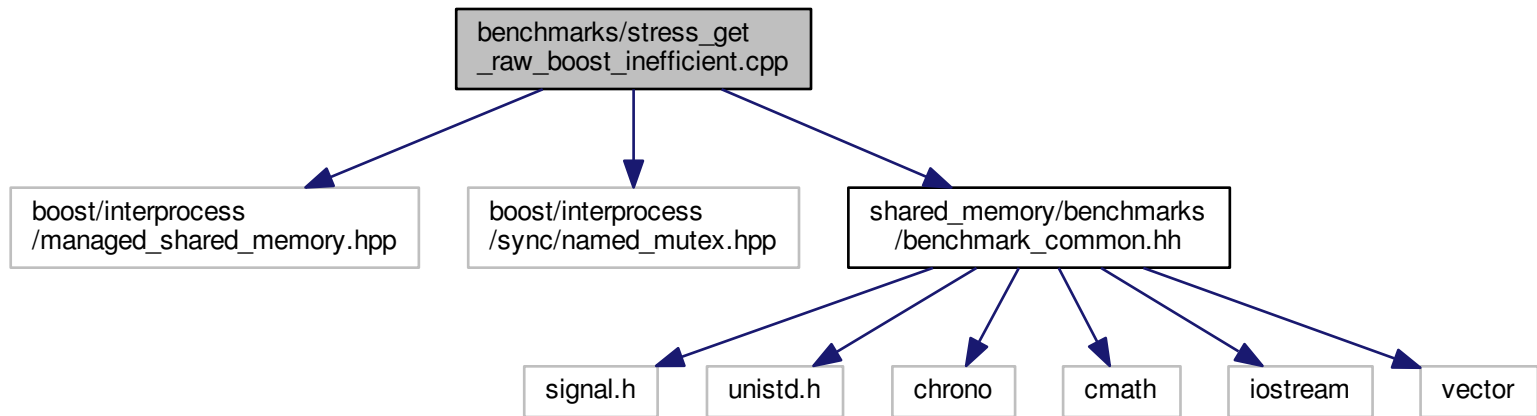 benchmarks/stress_get
_raw_boost_inefficient.cpp
boost/interprocess
/managed_shared_memory.hpp
boost/interprocess
/sync/named_mutex.hpp
shared_memory/benchmarks
/benchmark_common.hh
signal.h
unistd.h
chrono
cmath
iostream
vector